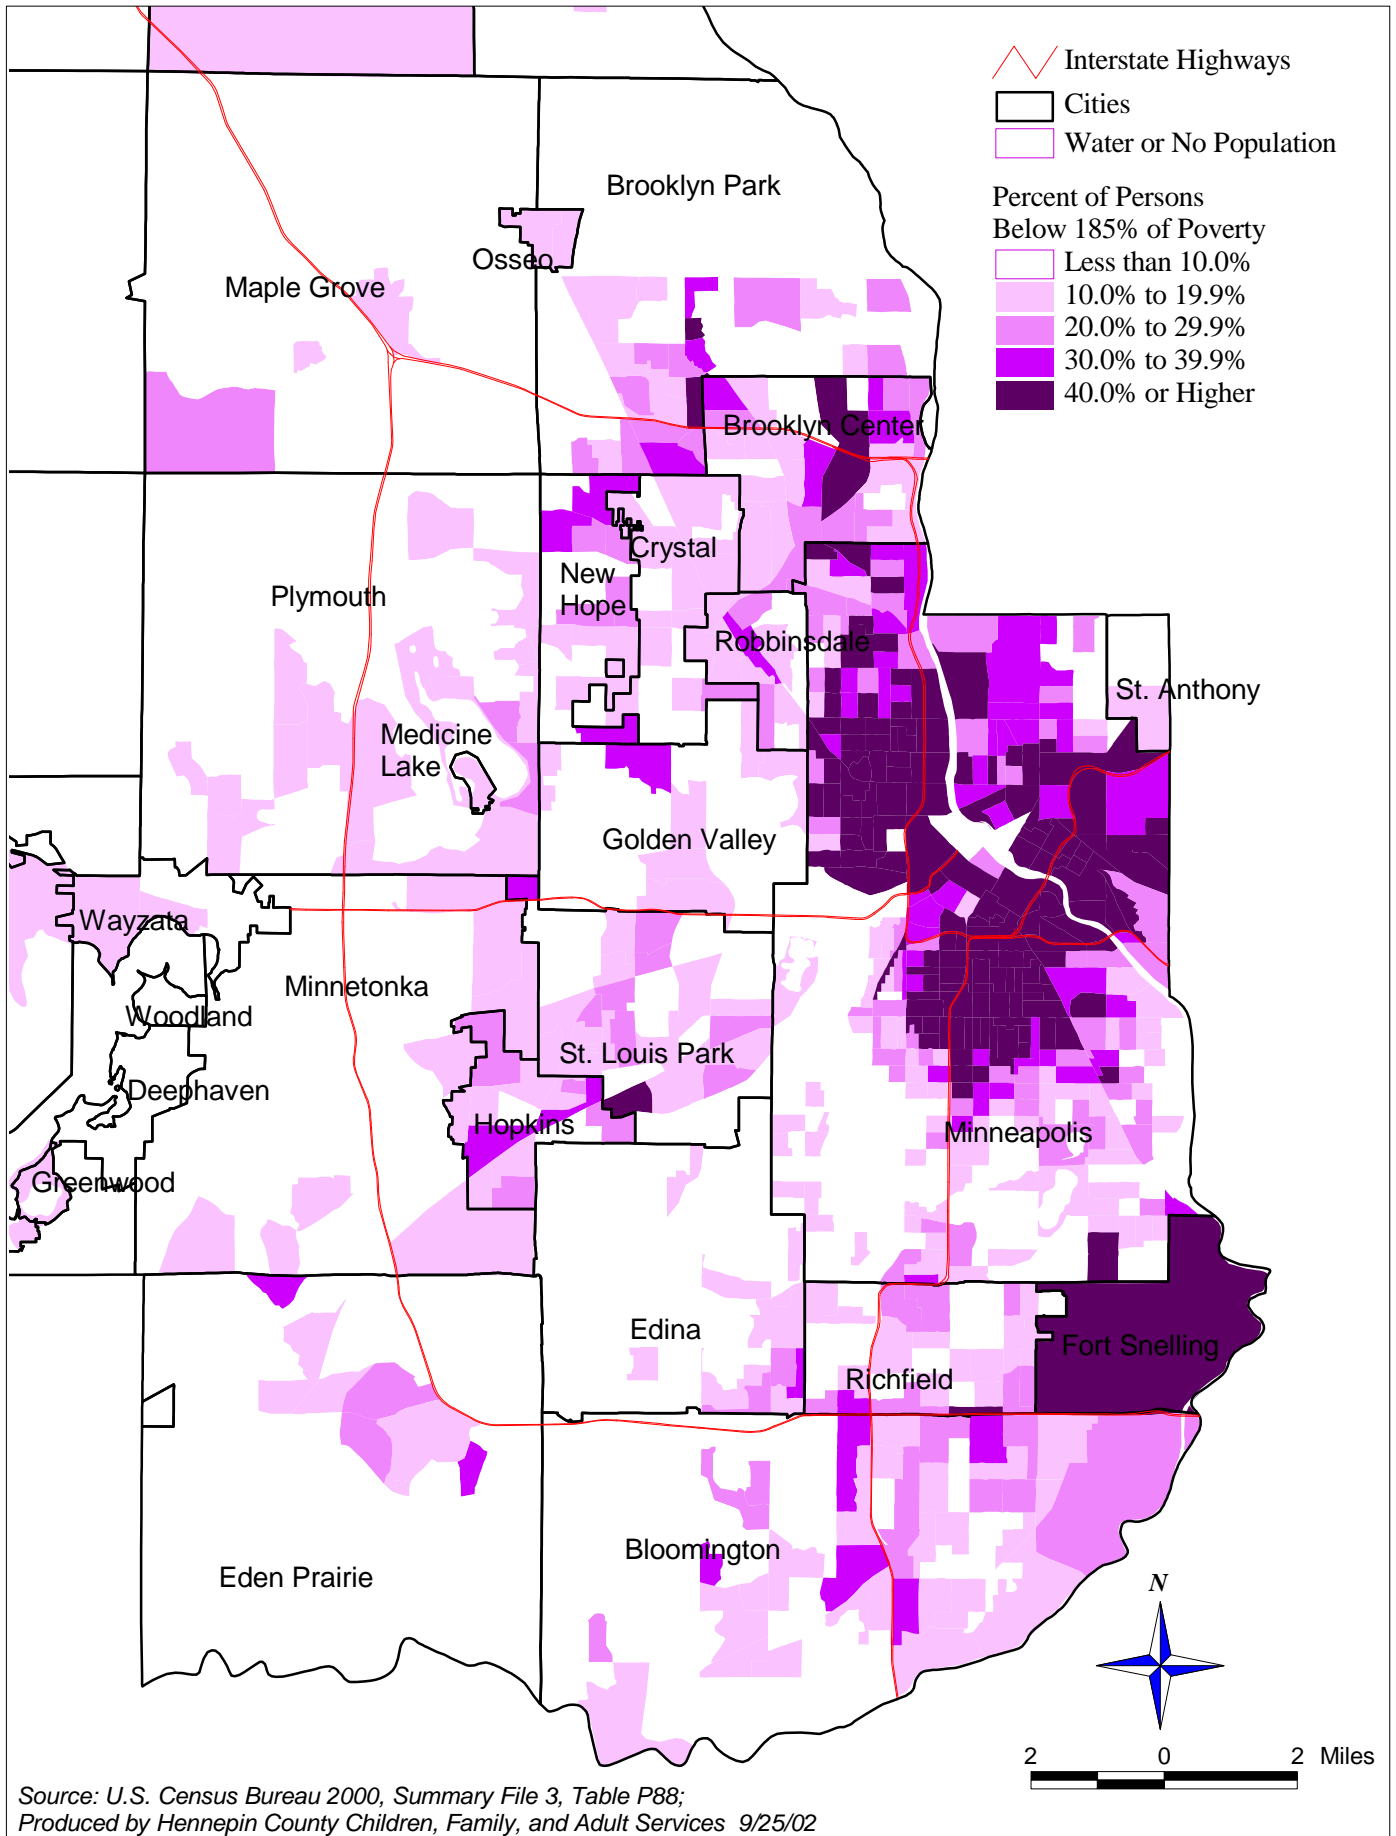 Interstate Highways
Cities
Water or No Population
Percent of Persons
Below 185% of Poverty
Less than 10.0%
10.0% to 19.9%
20.0% to 29.9%
30.0% to 39.9%
40.0% or Higher
Brooklyn Park
Osseo
Maple Grove
Brooklyn Center
Crystal
New
Hope
Plymouth
Robbinsdale
St. Anthony
Medicine
Lake
Golden Valley
Wayzata
Minnetonka
Woodland
St. Louis Park
Deephaven
Hopkins
Minneapolis
Greenwood
Edina
Fort Snelling
Richfield
Bloomington
Eden Prairie
N
2 0 2 Miles
Source: U.S. Census Bureau 2000, Summary File 3, Table P88;
Produced by Hennepin County Children, Family, and Adult Services 9/25/02